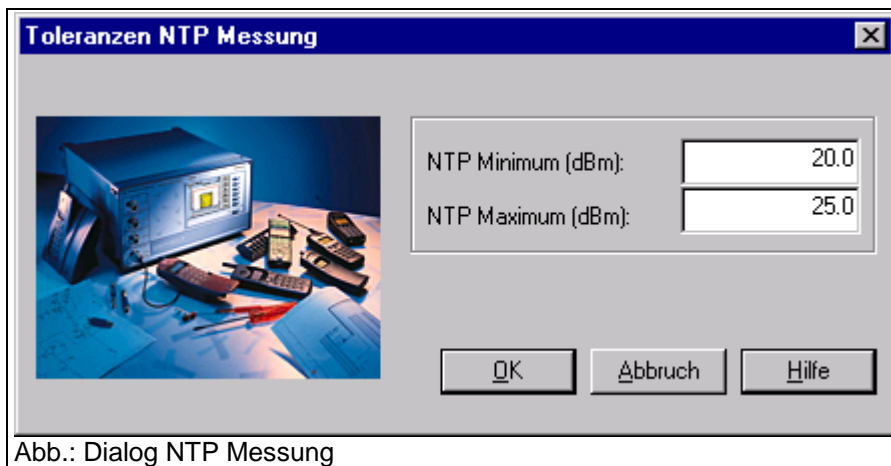 Toleranzen NTP Messung
NTP Minimum (dBm): 20.0
NTP Maximum (dBm): 25.0
OK Abbruch Hilfe
Abb.: Dialog NTP Messung